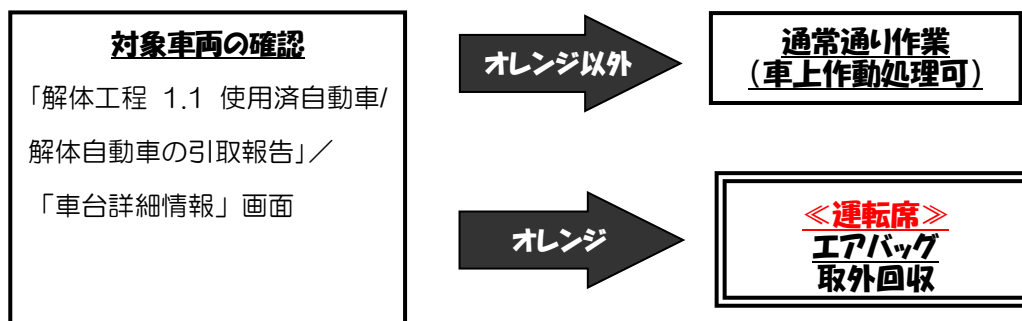 対象車両の確認
「解体工程 1.1 使用済自動車/
解体自動車の引取報告」／
「車台詳細情報」画面
オレンジ以外
通常通り作業
（車上作動処理可）
オレンジ
≪運転席≫
エアバッグ
取外回収